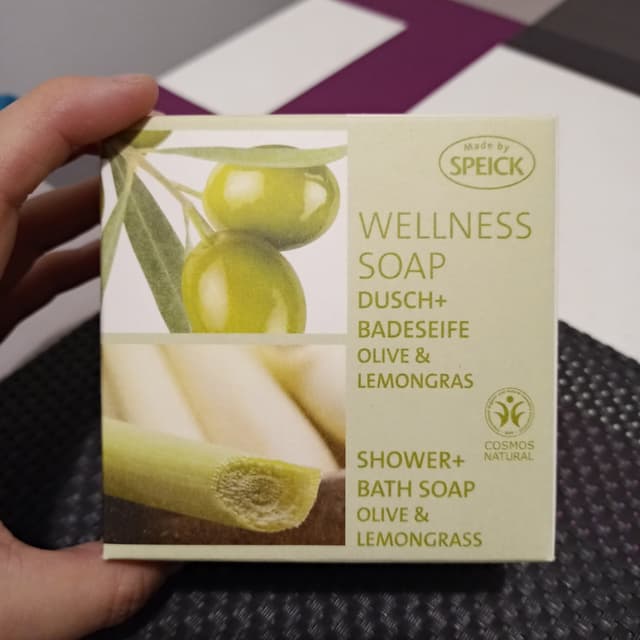 Made by
SPEICK
WELLNESS
SOAP
DUSCH+
BADESEIFE
OLIVE &
LEMONGRAS
COSMOS
NATURAL
SHOWER+
BATH SOAP
OLIVE &
LEMONGRASS